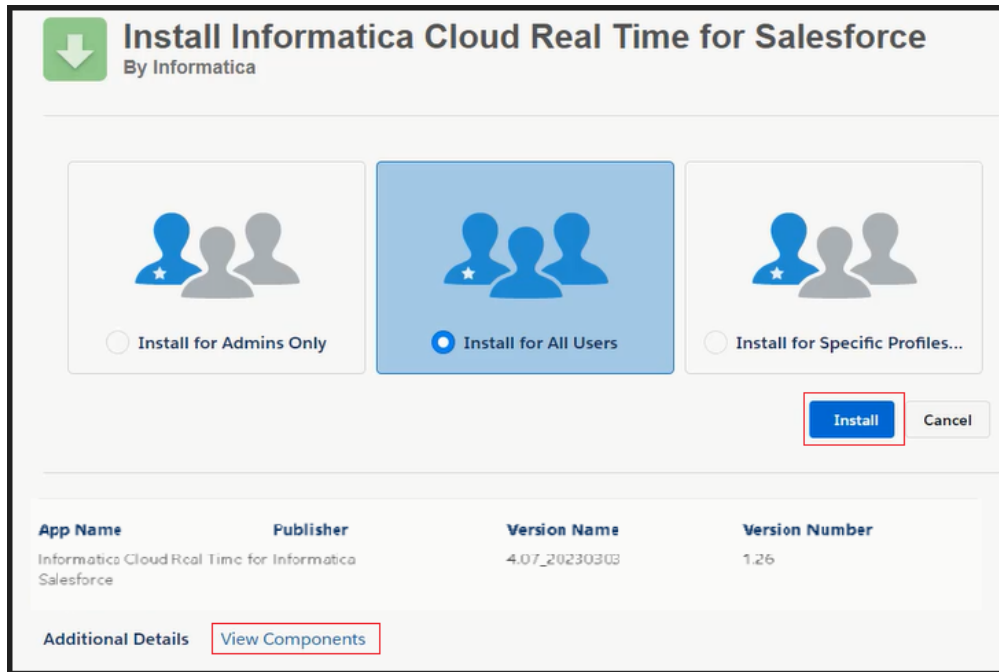 Install Informatica Cloud Real Time for Salesforce
By Informatica
Install for Admins Only
Install for All Users
Install for Specific Profiles...
Install
Cancel
App Name
Publisher
Version Name
Version Number
Informatica Cloud Real Time for
Salesforce
Informatica
4.07_20230303
1.26
Additional Details
View Components